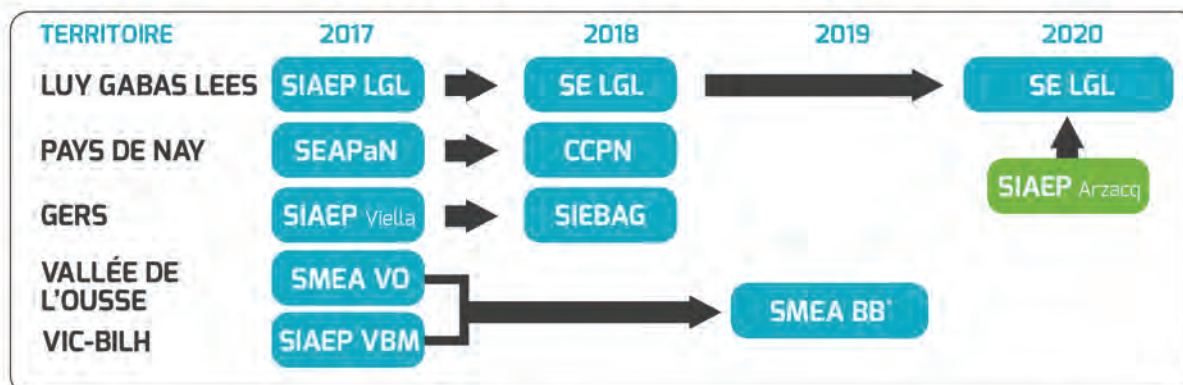 TERRITOIRE 2017 2018 2019 2020
LUY GABAS LEES SIAEP LGL SE LGL SE LGL
PAYS DE NAY SEAPaN CCPN
SIAEP Arzacq
GERS SIAEP Viella SIEBAG
VALLÉE DE
L'OUSSE
SMEA VO
SMEA BB*
VIC-BILH SIAEP VBM